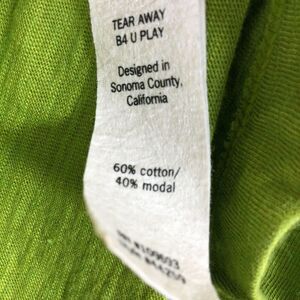 TEAR AWAY
B4 U PLAY
Designed in
Sonoma County,
California
60% cotton/
40% modal